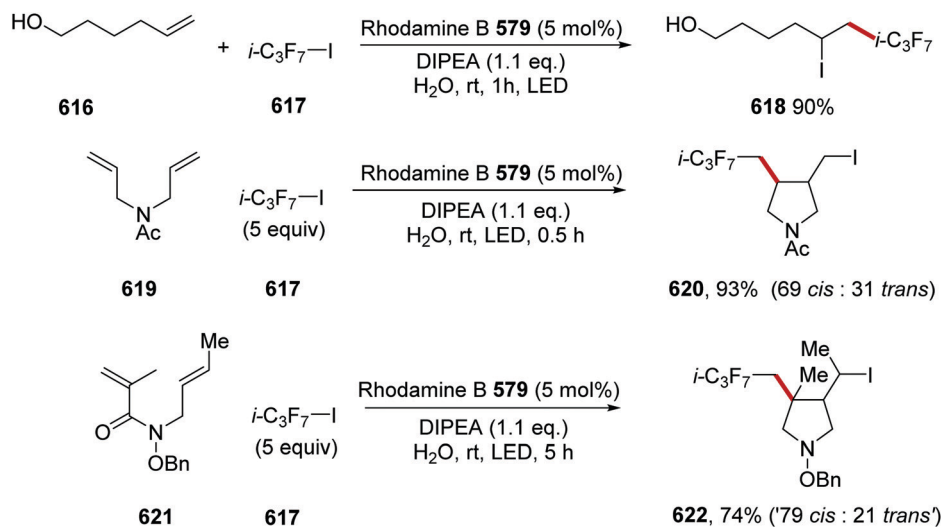 HO
+
i-C3F7—I
Rhodamine B 579 (5 mol%)
DIPEA (1.1 eq.)
H2O, rt, 1h, LED
HO
I
i-C3F7
616
617
618 90%
N
Ac
i-C3F7—I
(5 equiv)
Rhodamine B 579 (5 mol%)
DIPEA (1.1 eq.)
H2O, rt, LED, 0.5 h
i-C3F7
I
N
Ac
619
617
620, 93% (69 cis : 31 trans)
Me
O
N
OBn
i-C3F7—I
(5 equiv)
Rhodamine B 579 (5 mol%)
DIPEA (1.1 eq.)
H2O, rt, LED, 5 h
Me
i-C3F7
Me
I
N
OBn
621
617
622, 74% ('79 cis : 21 trans')